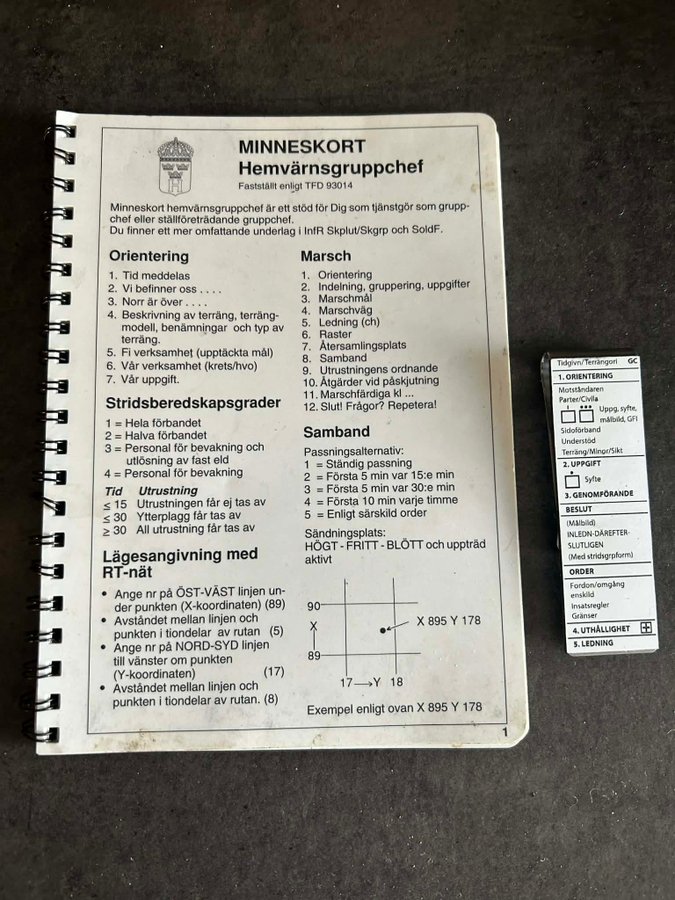 MINNESKORT
Hemvärnsgruppchef
Fastställt enligt TFD 93014
Minneskort hemvärnsgruppchef är ett stöd för Dig som tjänstgör som grupp-
chef eller ställföreträdande gruppchef.
Du finner ett mer omfattande underlag i InfR Skplut/Skgrp och SoldF.
Orientering
1. Tid meddelas
2. Vi befinner oss . . . .
3. Norr är över . . . .
4. Beskrivning av terräng, terräng-
modell, benämningar och typ av
terräng.
5. Fi verksamhet (upptäckta mål)
6. Vår verksamhet (krets/hvo)
7. Vår uppgift.
Stridsberedskapsgrader
1 = Hela förbandet
2 = Halva förbandet
3 = Personal för bevakning och
utlösning av fast eld
4 = Personal för bevakning
Tid Utrustning
≤ 15 Utrustningen får ej tas av
≤ 30 Ytterplagg får tas av
≥ 30 All utrustning får tas av
Lägesangivning med
RT-nät
• Ange nr på ÖST-VÄST linjen un-
der punkten (X-koordinaten) (89)
• Avståndet mellan linjen och
punkten i tiondelar av rutan (5)
• Ange nr på NORD-SYD linjen
till vänster om punkten
(Y-koordinaten) (17)
• Avståndet mellan linjen och
punkten i tiondelar av rutan. (8)
Marsch
1. Orientering
2. Indelning, gruppering, uppgifter
3. Marschmål
4. Marschväg
5. Ledning (ch)
6. Raster
7. Återsamlingsplats
8. Samband
9. Utrustningens ordnande
10. Åtgärder vid påskjutning
11. Marschfärdiga kl ...
12. Slut! Frågor? Repetera!
Samband
Passningsalternativ:
1 = Ständig passning
2 = Första 5 min var 15:e min
3 = Första 5 min var 30:e min
4 = Första 10 min varje timme
5 = Enligt särskild order
Sändningsplats:
HÖGT - FRITT - BLÖTT och uppträd
aktivt
90
X
X 895 Y 178
89
17 →Y 18
Exempel enligt ovan X 895 Y 178
1
Tidgivn/Terrängori GC
1. ORIENTERING
Motståndaren
Parter/Civila
Uppg, syfte,
målbild, GFI
Sidoförband
Understöd
Terräng/Minor/Sikt
2. UPPGIFT
Syfte
3. GENOMFÖRANDE
BESLUT
(Målbild)
INLEDN-DÄREFTER-
SLUTLIGEN
(Med stridsgrpform)
ORDER
Fordon/omgång
enskild
Insatsregler
Gränser
4. UTHÅLLIGHET
5. LEDNING